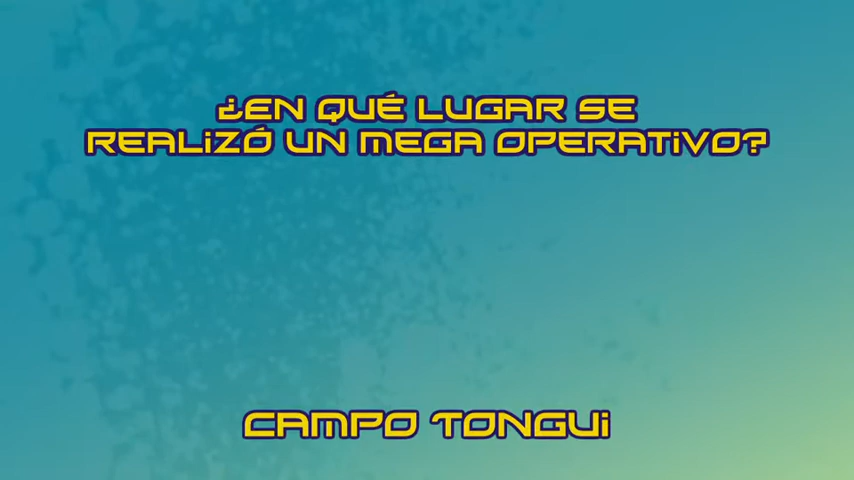 ¿EN QUÉ LUGAR SE
REALiZÓ UN MEGA OPERATiVO?
CAMPO TONGUi